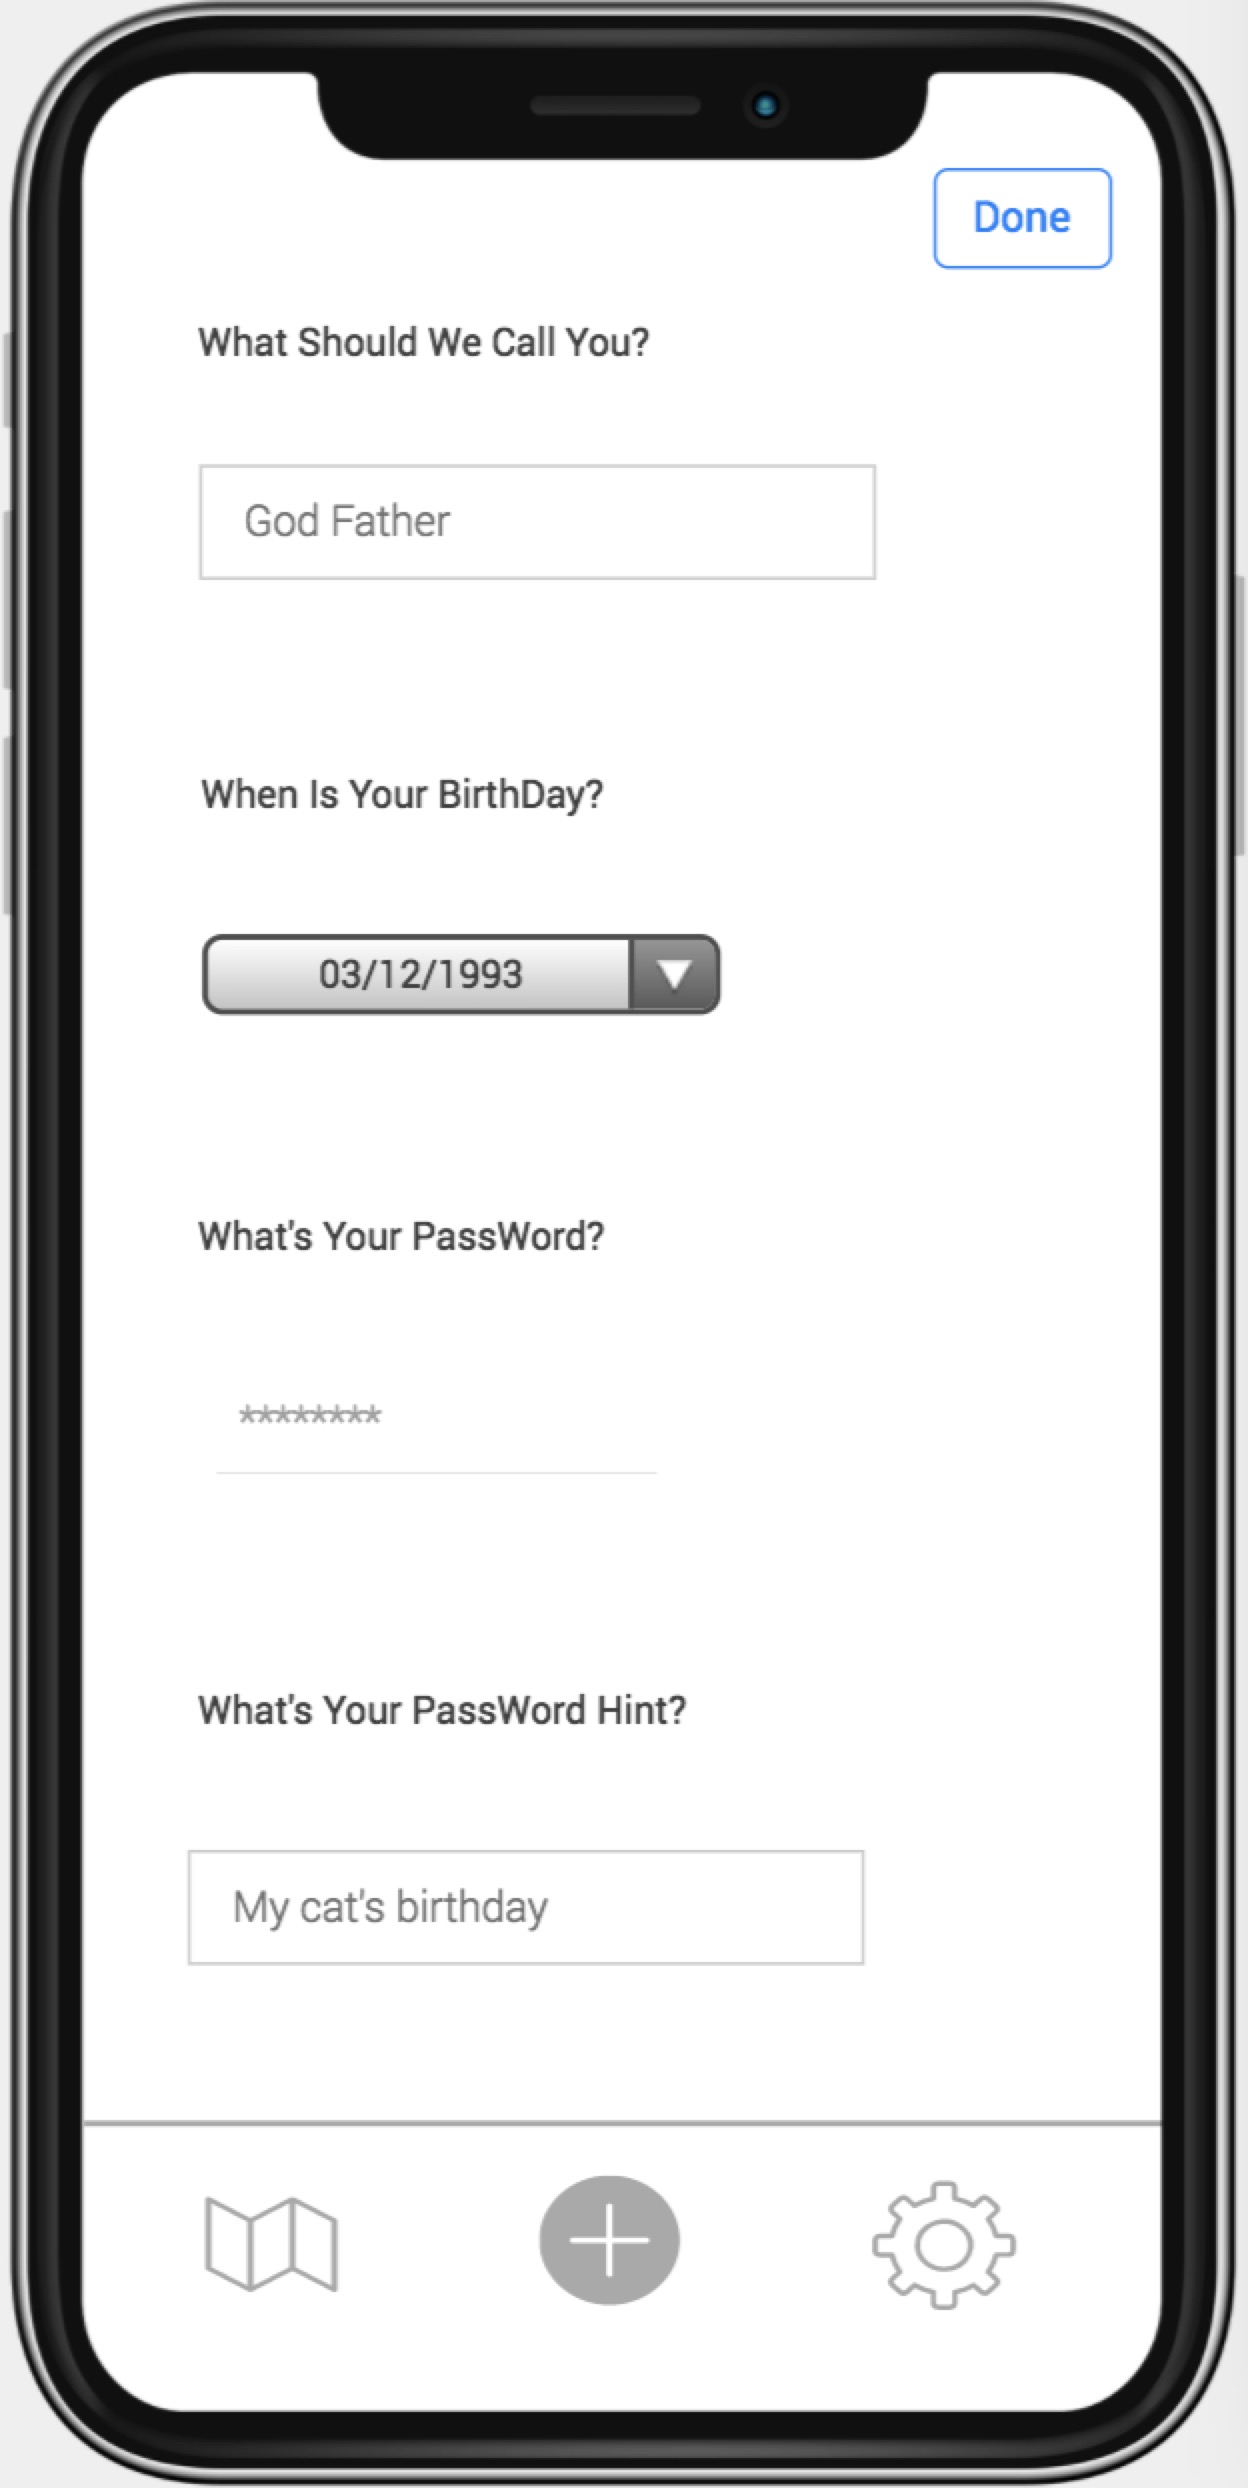 Done
What Should We Call You?
God Father
When Is Your BirthDay?
03/12/1993
What's Your PassWord?
********
What's Your PassWord Hint?
My cat's birthday